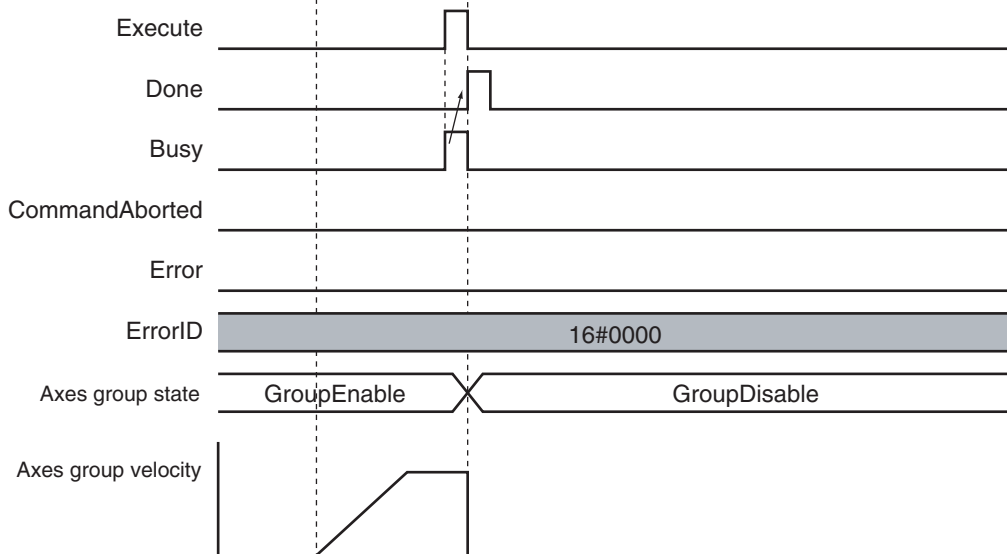 Execute
Done
Busy
CommandAborted
Error
ErrorID
16#0000
Axes group state
GroupEnable
GroupDisable
Axes group velocity